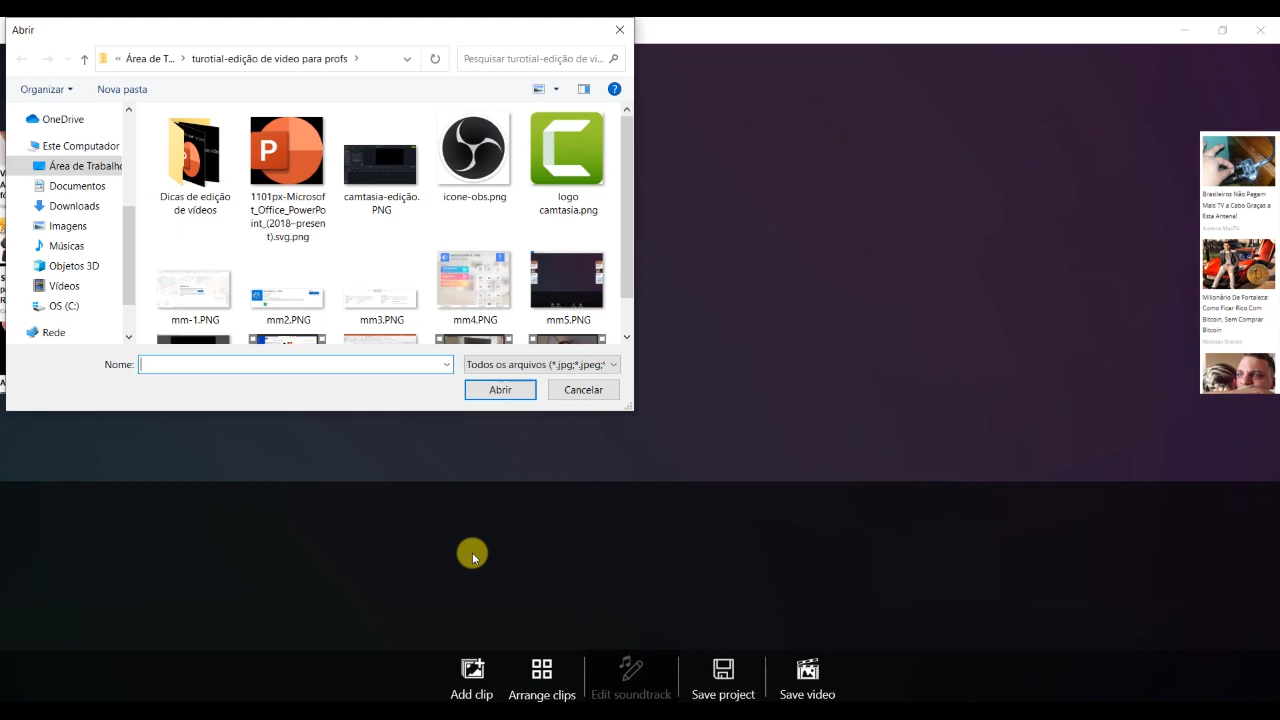 Abrir
« Área de T... > turotial-edição de video para profs >
Pesquisar turotial-edição de vi...
Organizar
Nova pasta
OneDrive
Este Computador
Área de Trabalho
Documentos
Downloads
Imagens
Músicas
Objetos 3D
Vídeos
OS (C:)
Rede
Dicas de edição
de vídeos
P
1101px-Microsof
t_Office_PowerPo
int_(2018–presen
t).svg.png
camtasia-edição.
PNG
icone-obs.png
logo
camtasia.png
mm-1.PNG
mm2.PNG
mm3.PNG
mm4.PNG
mm5.PNG
Nome:
Todos os arquivos (*.jpg;*.jpeg;*
Abrir
Cancelar
Brasileiros Não Pagam
Mais TV a Cabo Graças a
Esta Antena!
Antena MaxTV
Milionário De Fortaleza:
Como Ficar Rico Com
Bitcoin, Sem Comprar
Bitcoin
Notícias Diarias
Add clip
Arrange clips
Edit soundtrack
Save project
Save video